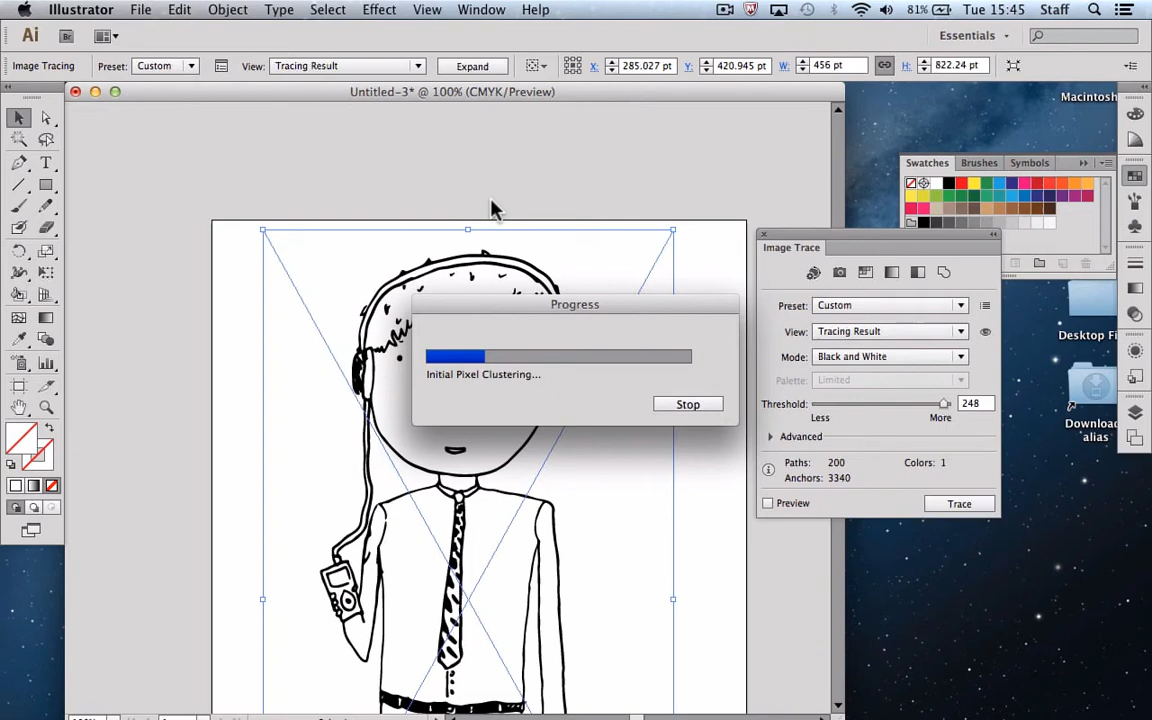 Illustrator File Edit Object Type Select Effect View Window Help 81% Tue 15:45 Staff
Ai Br Essentials
Image Tracing Preset: Custom View: Tracing Result Expand X: 285.027 pt Y: 420.945 pt W: 456 pt H: 822.24 pt
Untitled-3* @ 100% (CMYK/Preview)
Macintosh
Swatches Brushes Symbols
Image Trace
Preset: Custom
View: Tracing Result
Mode: Black and White
Palette: Limited
Threshold: 248
Less More
Advanced
Paths: 200 Colors: 1
Anchors: 3340
Preview Trace
Progress
Initial Pixel Clustering...
Stop
Desktop Fi
Downloa
alias